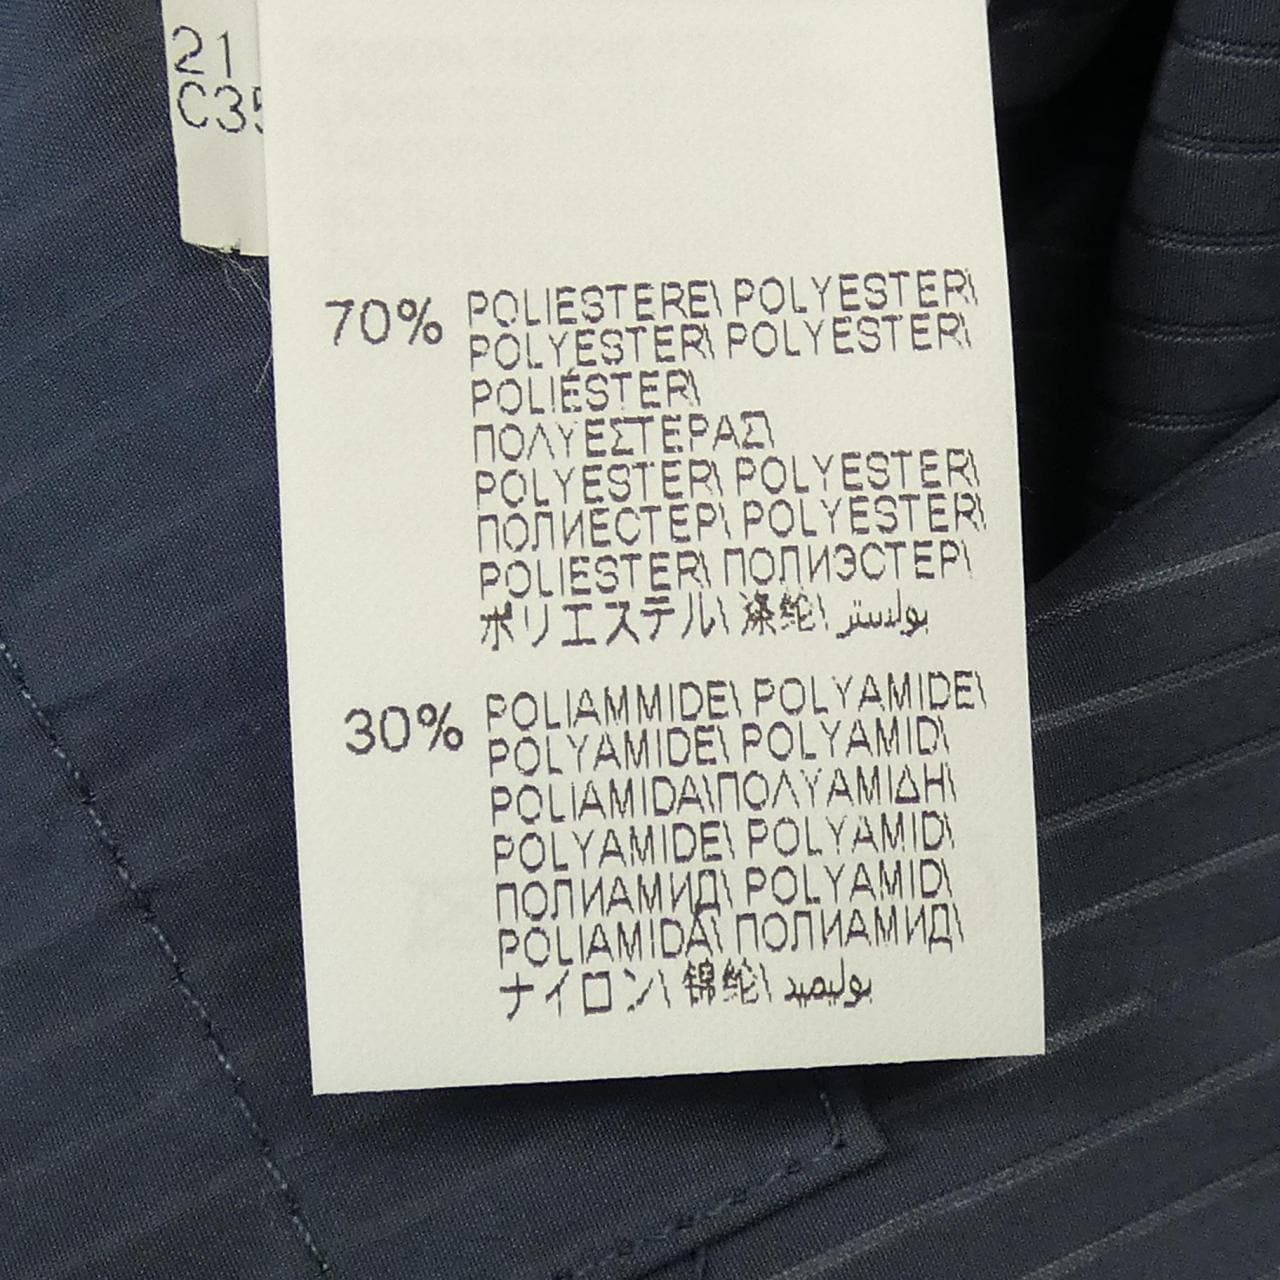 21
C35
70% POLIESTERE\ POLYESTER\
POLYESTER\ POLYESTER\
POLIÉSTER\
ΠΟΛΥΕΣΤΕΡΑΣ\
POLYESTER\ POLYESTER\
ПОЛИЕСТЕР\ POLYESTER\
POLIESTER\ ПОЛИЭСТЕР\
ポリエステル\ 涤纶\ بوليستر
30% POLIAMMIDE\ POLYAMIDE\
POLYAMIDE\ POLYAMID\
POLIAMIDA\ΠΟΛΥΑΜΙΔΗ\
POLYAMIDE\ POLYAMID\
ПОЛИАМИД\ POLYAMID\
POLIAMIDĂ\ ПОЛИАМИД\
ナイロン\ 锦纶\ بوليميد